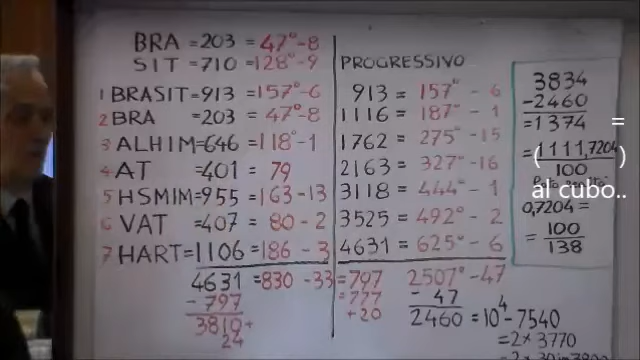 BRA = 203 = 47° - 8
SIT = 710 = 128° - 9
1 BRASIT = 913 = 157° - 6
2 BRA = 203 = 47° - 8
3 ALHIM = 646 = 118° - 1
4 AT = 401 = 79
5 HSMIM = 955 = 163 - 13
6 VAT = 407 = 80 - 2
7 HART = 1106 = 186 - 3
4631 = 830 - 33 = 797
- 797
3810 +
24
= 777
+ 20
PROGRESSIVO
913 = 157° - 6
1116 = 187° - 1
1762 = 275° - 15
2163 = 327° - 16
3118 = 444° - 1
3525 = 492° - 2
4631 = 625° - 6
2507° - 47
- 47
2460 = 10⁴ - 7540
= 2 x 3770
3834
- 2460
= 1374
=
= (1111,7204)
100
al cubo..
0,7204 =
= 100
138